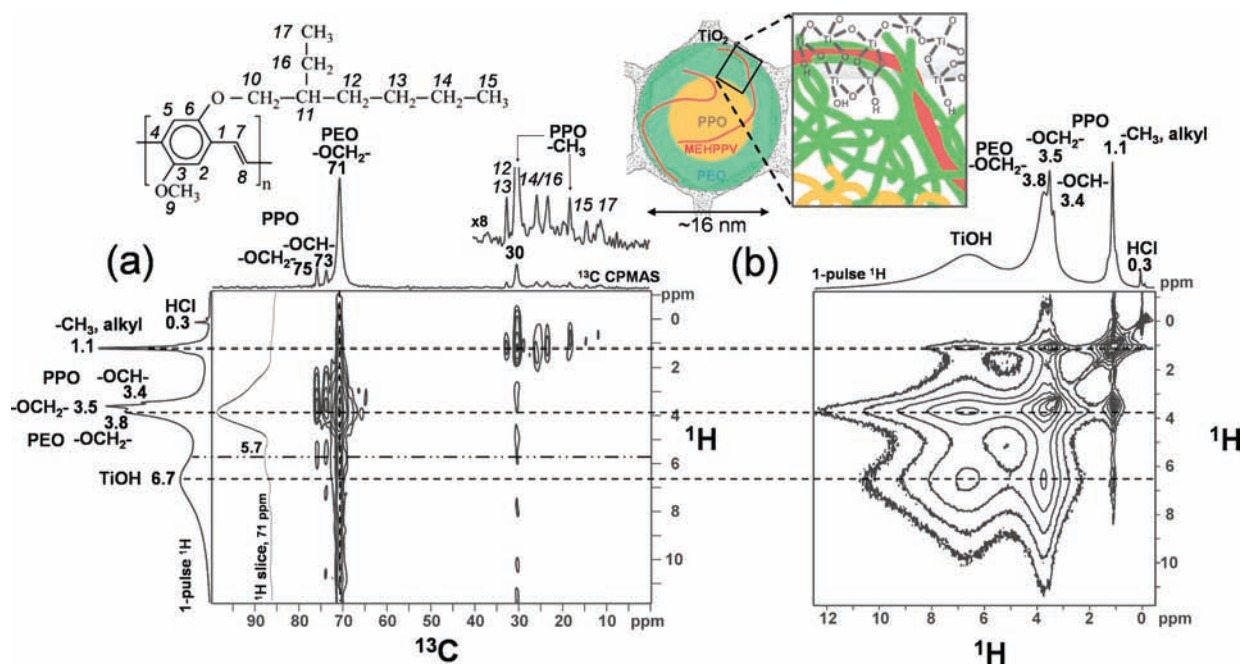 17 CH3
16 CH2
10 12 13 14 15
O CH2 CH CH2 CH2 CH2 CH3
11
5 6
4 1 7
3 2 8
OCH3
9
n
PEO
-OCH2-
71
PPO
-CH3
12
13 14/16
15 17
x8
30
13C CPMAS
PPO
-OCH-
-OCH2- 75 73
(a)
TiO2
PPO
MEHPPV
PEO
~16 nm
O Ti OH
PPO
PEO -OCH2- -CH3, alkyl
-OCH2- 3.5 1.1
3.8 -OCH-
3.4
TiOH
HCl
0.3
(b)
1-pulse 1H
ppm
HCl
0.3
-CH3, alkyl
1.1
PPO -OCH-
3.4
-OCH2- 3.5
3.8
PEO -OCH2-
5.7
TiOH 6.7
1-pulse 1H
1H slice, 71 ppm
0
2
4
6
8
10
1H
90 80 70 60 50 40 30 20 10 ppm
13C
ppm
0
2
4
6
8
10
1H
12 10 8 6 4 2 0 ppm
1H